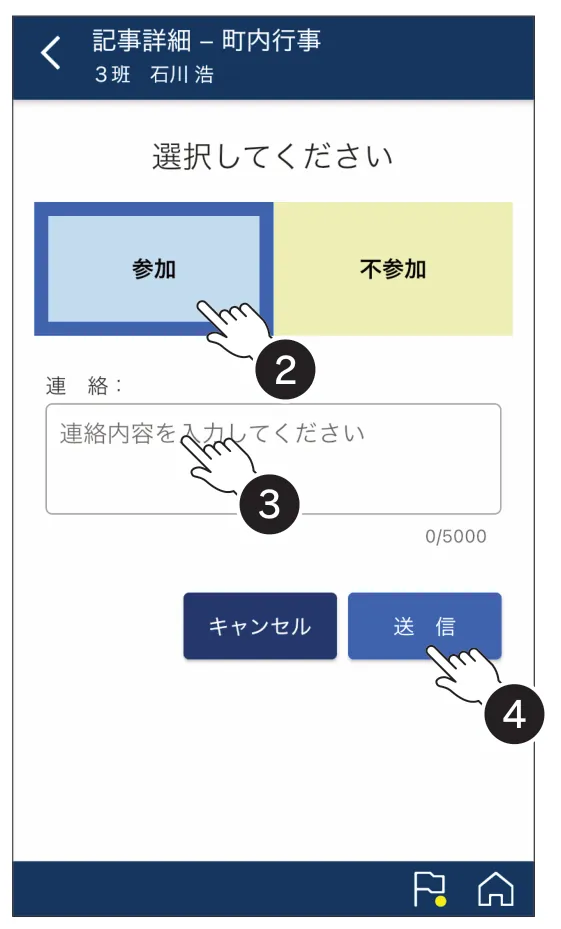 記事詳細 – 町内行事
3班　石川 浩
選択してください
参加
不参加
2
連　絡：
連絡内容を入力してください
3
0/5000
キャンセル
送　信
4